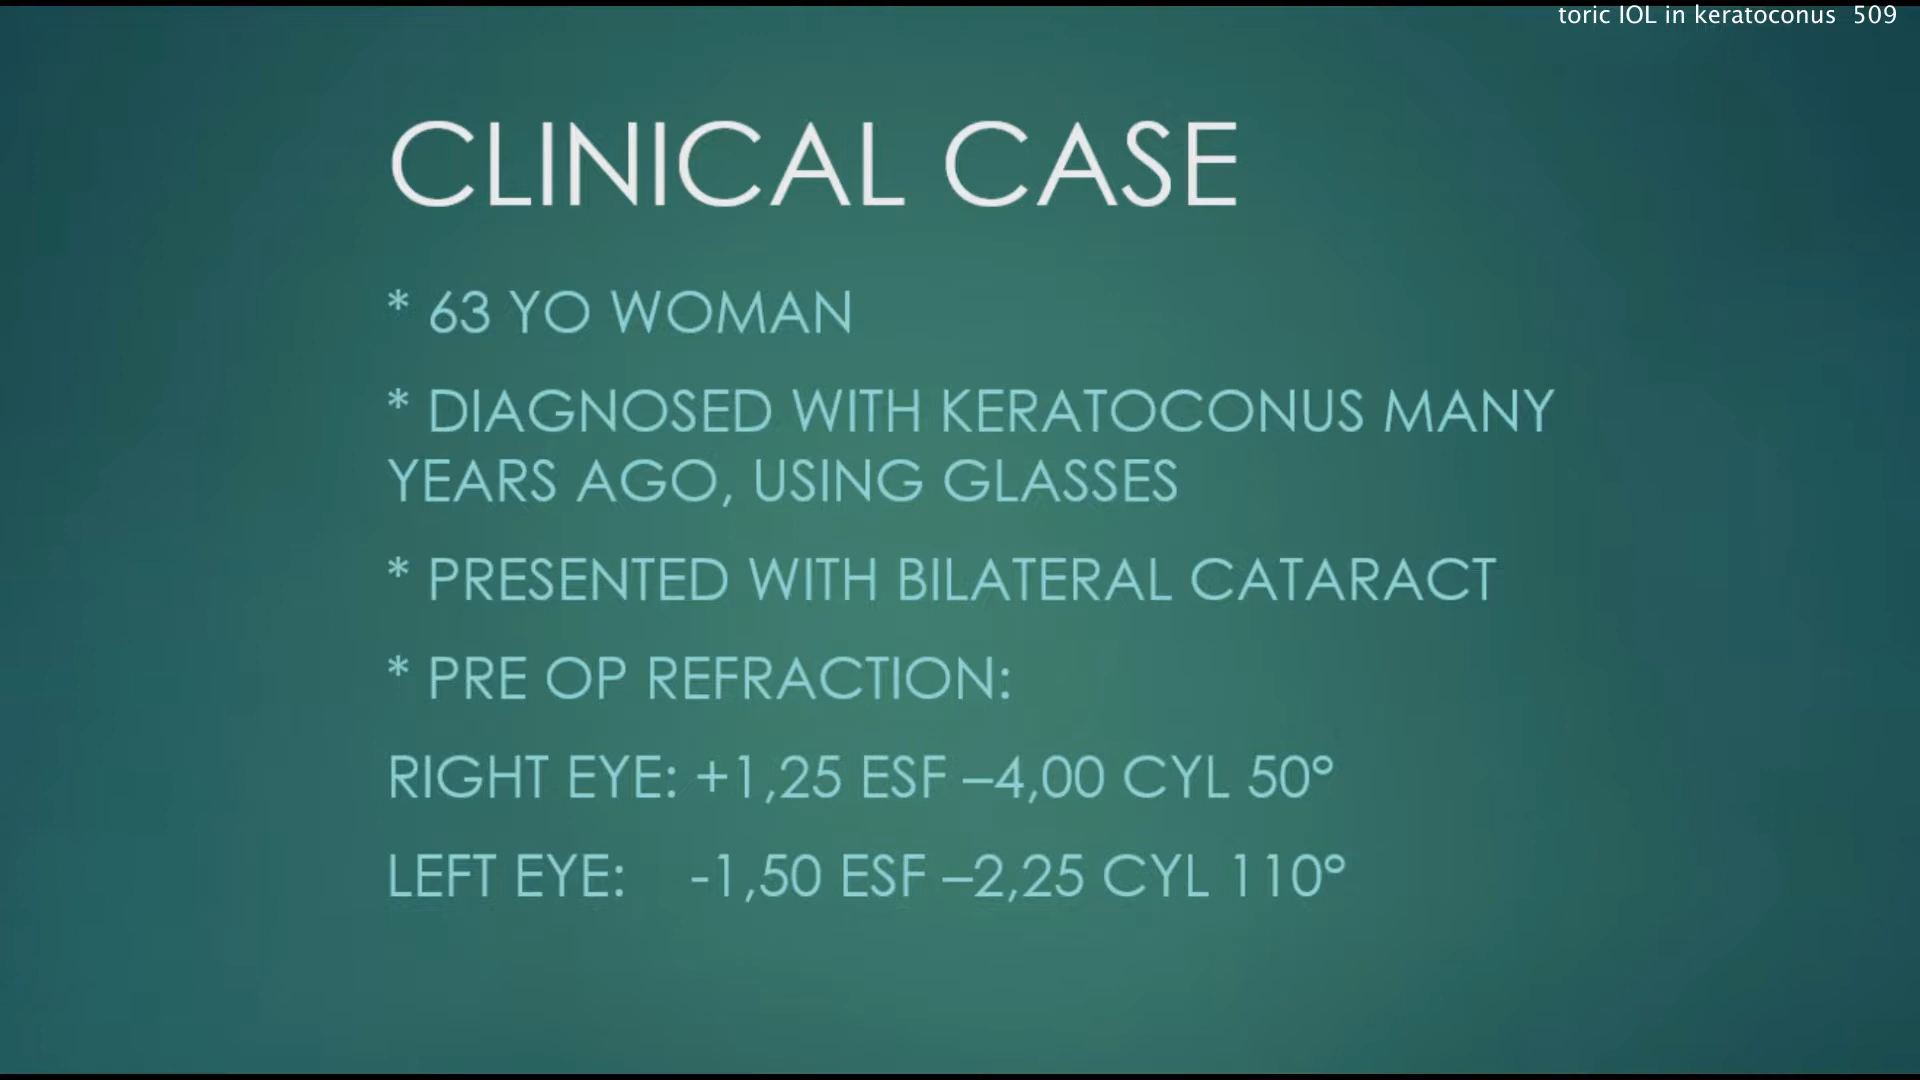 toric IOL in keratoconus 509
CLINICAL CASE
* 63 YO WOMAN
* DIAGNOSED WITH KERATOCONUS MANY
YEARS AGO, USING GLASSES
* PRESENTED WITH BILATERAL CATARACT
* PRE OP REFRACTION:
RIGHT EYE: +1,25 ESF –4,00 CYL 50º
LEFT EYE: -1,50 ESF –2,25 CYL 110º